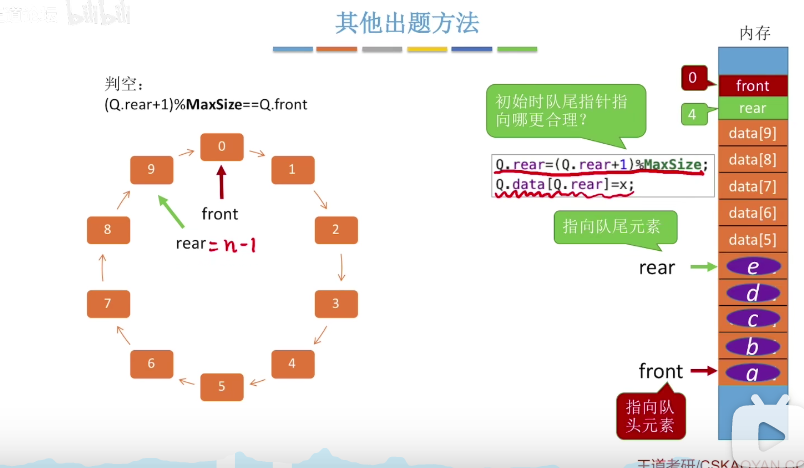 bilibili
其他出题方法
内存
判空：
(Q.rear+1)%MaxSize==Q.front
初始时队尾指针指
向哪更合理？
Q.rear=(Q.rear+1)%MaxSize;
Q.data[Q.rear]=x;
指向队尾元素
0
front
4
rear
data[9]
data[8]
data[7]
data[6]
data[5]
rear
e
d
c
b
front
a
指向队
头元素
0
1
2
3
4
5
6
7
8
9
front
rear=n-1
王道考研/CSKAOYAN.CO